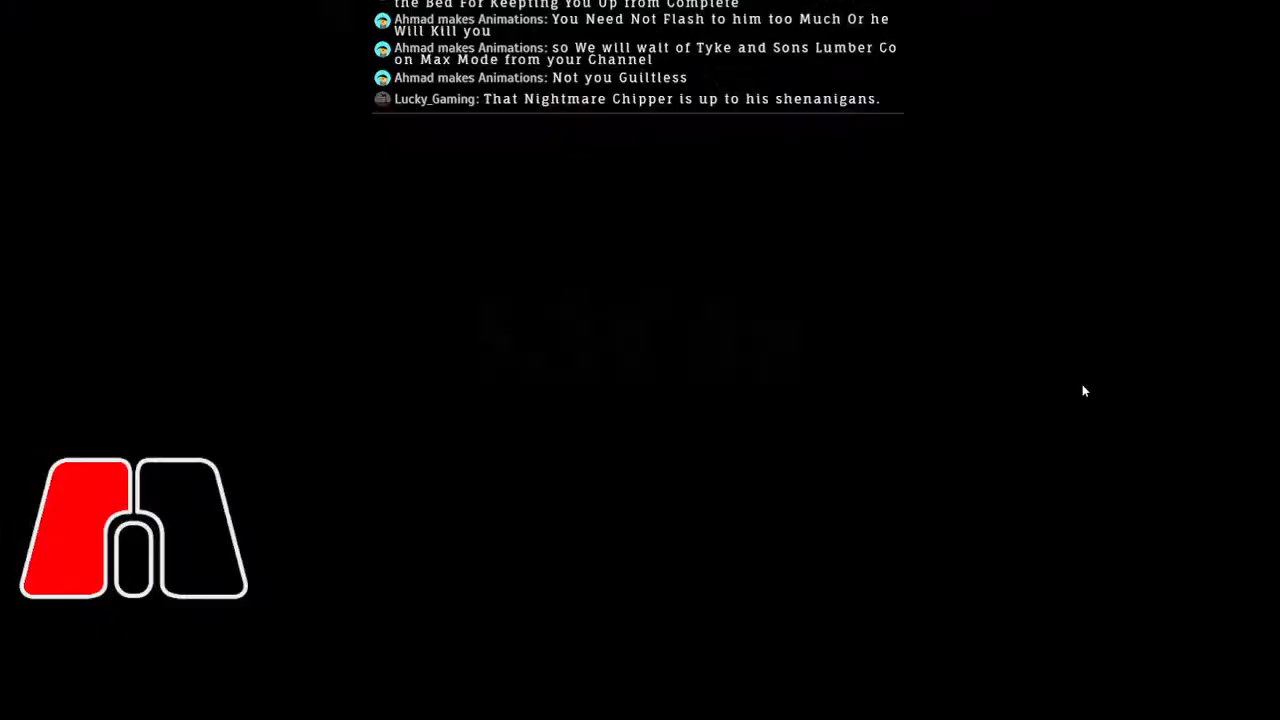 the Bed For Keepting You Up from Complete
Ahmad makes Animations: You Need Not Flash to him too Much Or he
Will Kill you
Ahmad makes Animations: so We will wait of Tyke and Sons Lumber Co
on Max Mode from your Channel
Ahmad makes Animations: Not you Guiltless
Lucky_Gaming: That Nightmare Chipper is up to his shenanigans.